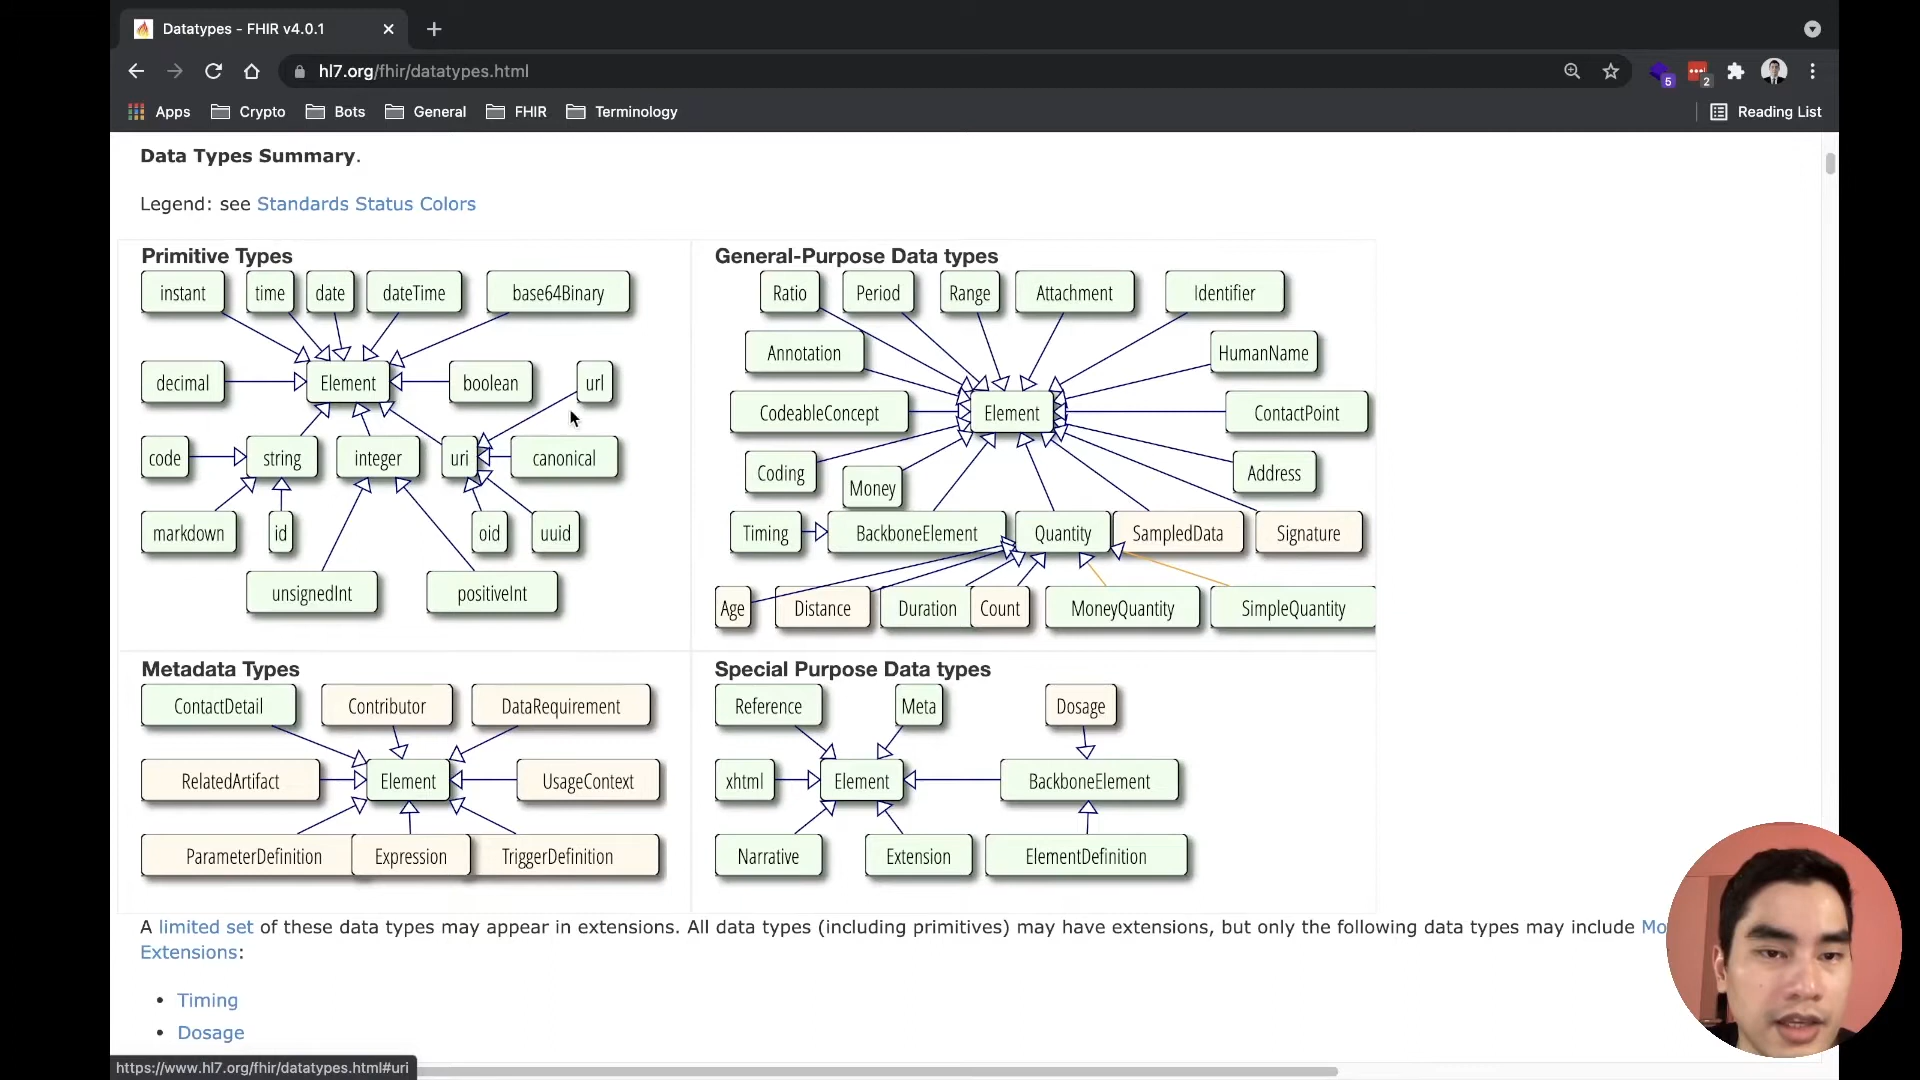 Datatypes - FHIR v4.0.1
hl7.org/fhir/datatypes.html
5
2
Apps Crypto Bots General FHIR Terminology Reading List
Data Types Summary.
Legend: see Standards Status Colors
Primitive Types
instant time date dateTime base64Binary
decimal Element boolean url
code string integer uri canonical
markdown id oid uuid
unsignedInt positiveInt
General-Purpose Data types
Ratio Period Range Attachment Identifier
Annotation HumanName
CodeableConcept Element ContactPoint
Coding Money Address
Timing BackboneElement Quantity SampledData Signature
Age Distance Duration Count MoneyQuantity SimpleQuantity
Metadata Types
ContactDetail Contributor DataRequirement
RelatedArtifact Element UsageContext
ParameterDefinition Expression TriggerDefinition
Special Purpose Data types
Reference Meta Dosage
xhtml Element BackboneElement
Narrative Extension ElementDefinition
A limited set of these data types may appear in extensions. All data types (including primitives) may have extensions, but only the following data types may include Mo
Extensions:
• Timing
• Dosage
https://www.hl7.org/fhir/datatypes.html#uri